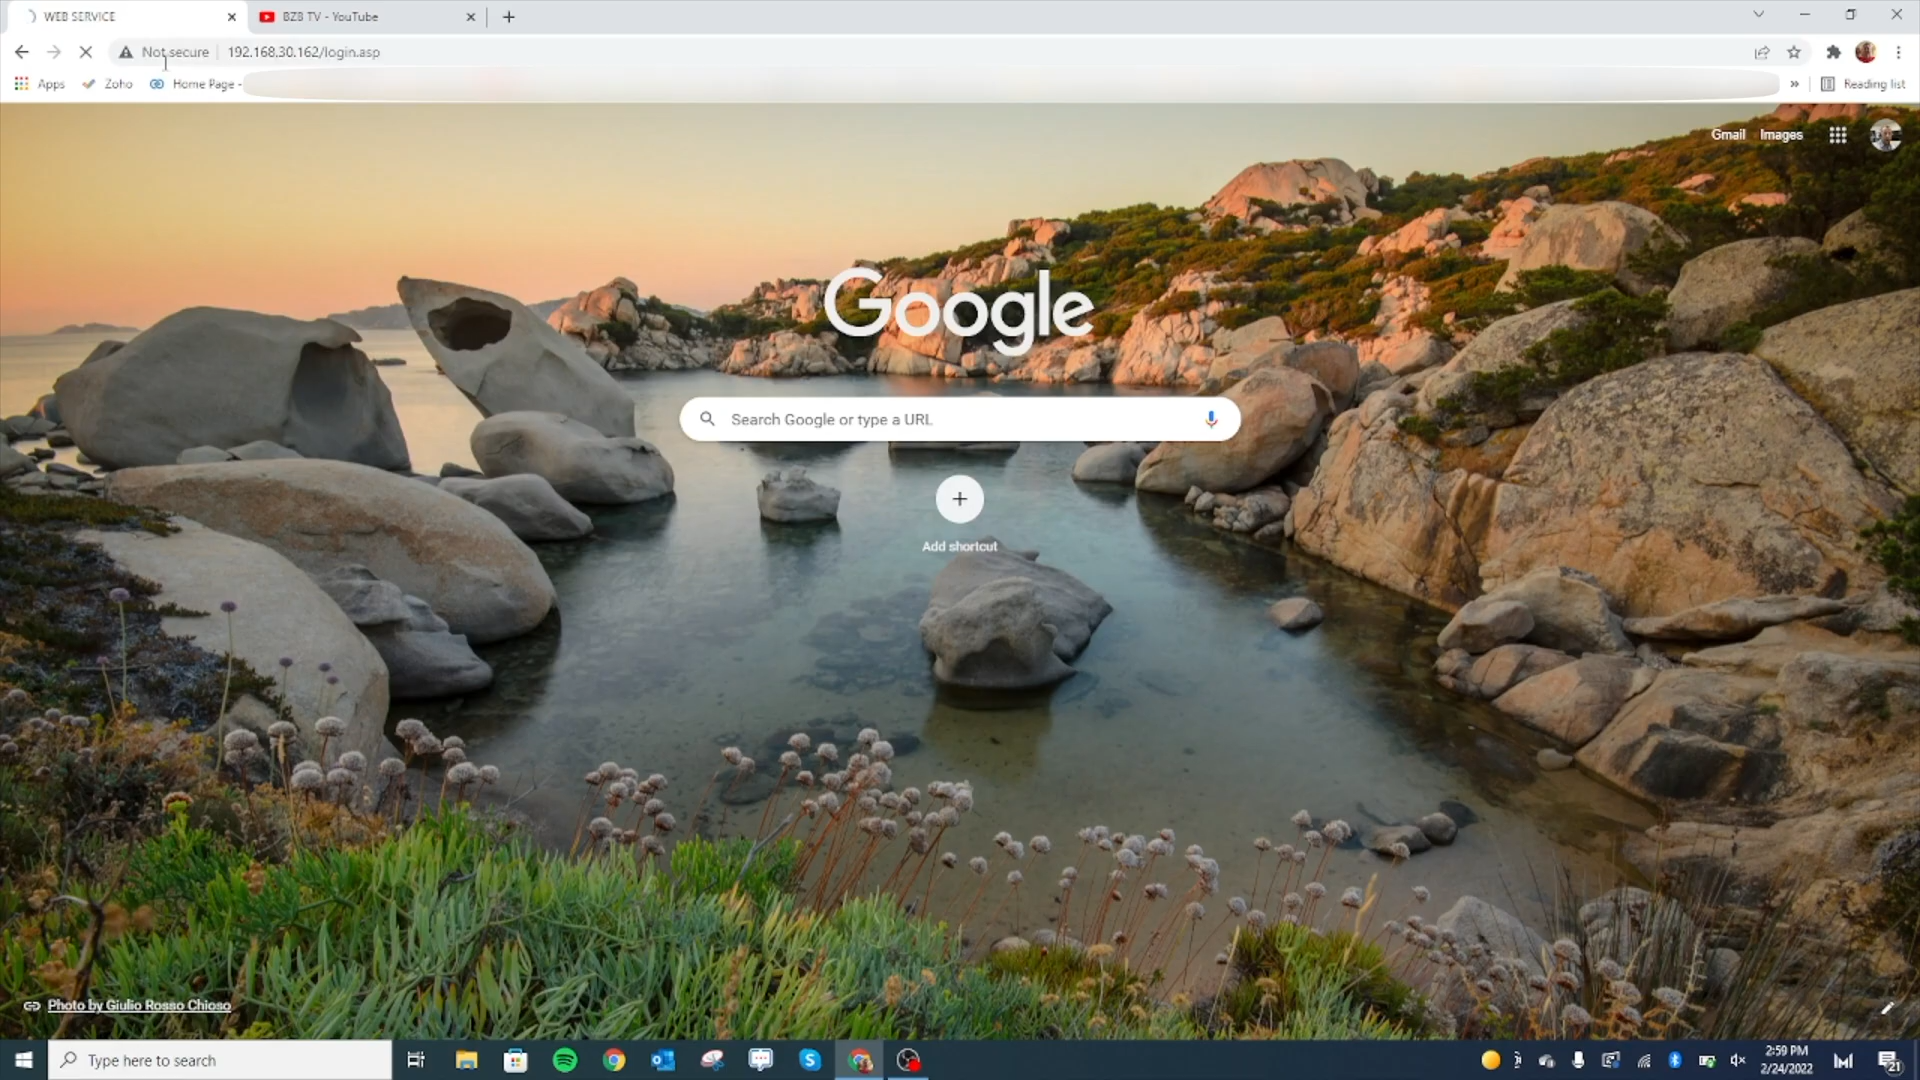 WEB SERVICE
BZB TV - YouTube
Not secure
192.168.30.162/login.asp
Apps
Zoho
Home Page -
»
Reading list
Gmail
Images
Google
Search Google or type a URL
Add shortcut
Photo by Giulio Rosso Chioso
Type here to search
2:59 PM
2/24/2022
21